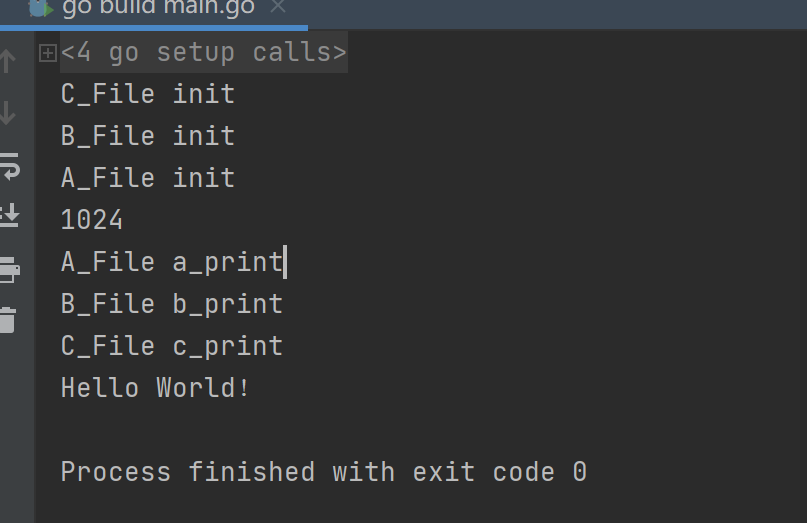 go build main.go
<4 go setup calls>
C_File init
B_File init
A_File init
1024
A_File a_print
B_File b_print
C_File c_print
Hello World!
Process finished with exit code 0